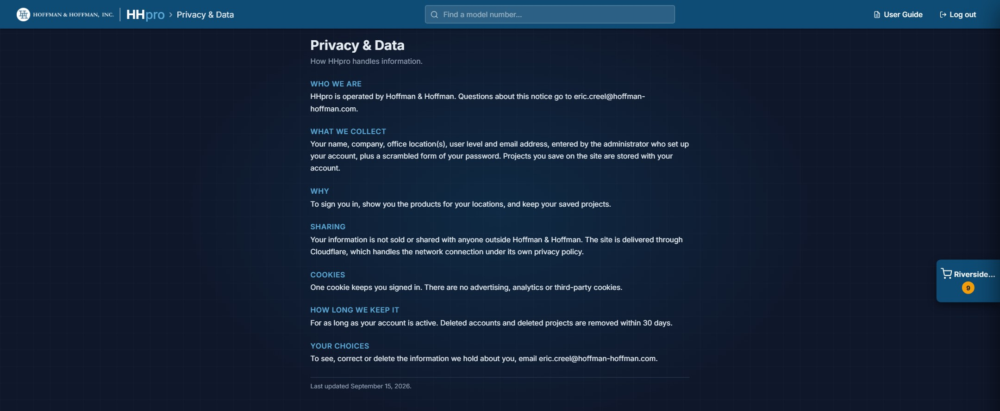 HOFFMAN & HOFFMAN, INC.
HHpro › Privacy & Data
Find a model number...
User Guide
Log out
Privacy & Data
How HHpro handles information.
WHO WE ARE
HHpro is operated by Hoffman & Hoffman. Questions about this notice go to eric.creel@hoffman-
hoffman.com.
WHAT WE COLLECT
Your name, company, office location(s), user level and email address, entered by the administrator who set up
your account, plus a scrambled form of your password. Projects you save on the site are stored with your
account.
WHY
To sign you in, show you the products for your locations, and keep your saved projects.
SHARING
Your information is not sold or shared with anyone outside Hoffman & Hoffman. The site is delivered through
Cloudflare, which handles the network connection under its own privacy policy.
Riverside...
9
COOKIES
One cookie keeps you signed in. There are no advertising, analytics or third-party cookies.
HOW LONG WE KEEP IT
For as long as your account is active. Deleted accounts and deleted projects are removed within 30 days.
YOUR CHOICES
To see, correct or delete the information we hold about you, email eric.creel@hoffman-hoffman.com.
Last updated September 15, 2026.